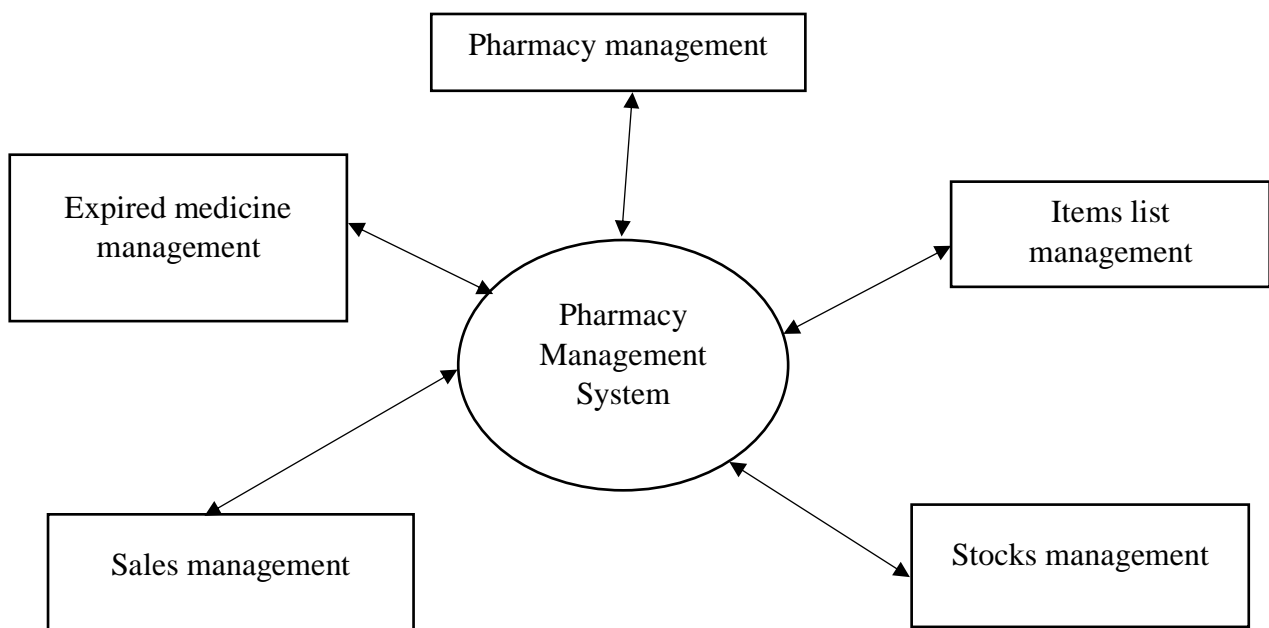 Pharmacy management
Expired medicine
management
Items list
management
Pharmacy
Management
System
Sales management
Stocks management